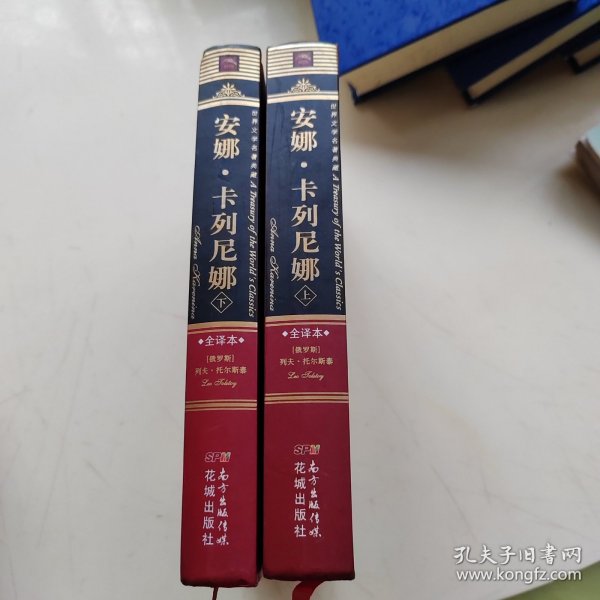 世界文学名著典藏 A Treasury of the World's Classics
安娜·卡列尼娜
下
Anna Karenina
全译本
[俄罗斯]
列夫·托尔斯泰
Leo Tolstoy
SPM
南方出版传媒
花城出版社
世界文学名著典藏 A Treasury of the World's Classics
安娜·卡列尼娜
上
Anna Karenina
全译本
[俄罗斯]
列夫·托尔斯泰
Leo Tolstoy
SPM
南方出版传媒
花城出版社
孔夫子旧书网
www.kongfz.com